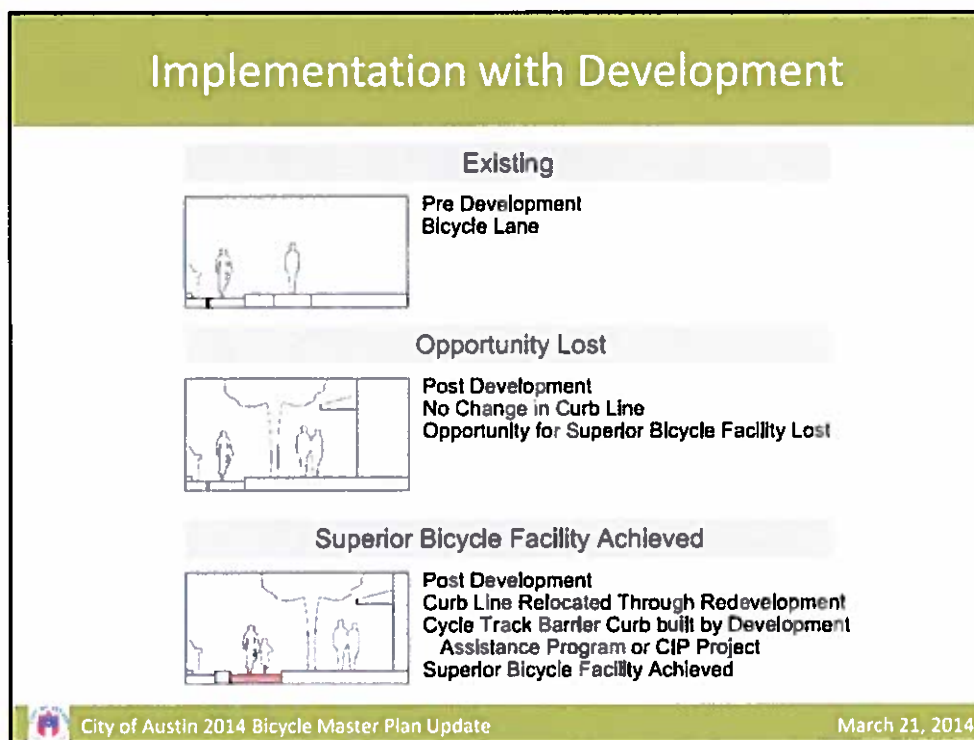 Implementation with Development
Existing
Pre Development
Bicycle Lane
Opportunity Lost
Post Development
No Change in Curb Line
Opportunity for Superior Bicycle Facility Lost
Superior Bicycle Facility Achieved
Post Development
Curb Line Relocated Through Redevelopment
Cycle Track Barrier Curb built by Development
Assistance Program or CIP Project
Superior Bicycle Facility Achieved
City of Austin 2014 Bicycle Master Plan Update
March 21, 2014